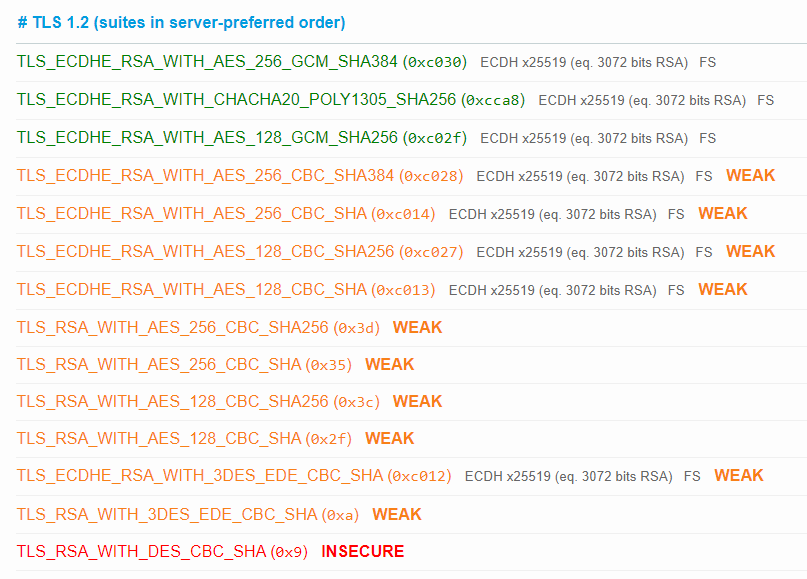 # TLS 1.2 (suites in server-preferred order)
TLS_ECDHE_RSA_WITH_AES_256_GCM_SHA384 (0xc030) ECDH x25519 (eq. 3072 bits RSA) FS
TLS_ECDHE_RSA_WITH_CHACHA20_POLY1305_SHA256 (0xcca8) ECDH x25519 (eq. 3072 bits RSA) FS
TLS_ECDHE_RSA_WITH_AES_128_GCM_SHA256 (0xc02f) ECDH x25519 (eq. 3072 bits RSA) FS
TLS_ECDHE_RSA_WITH_AES_256_CBC_SHA384 (0xc028) ECDH x25519 (eq. 3072 bits RSA) FS WEAK
TLS_ECDHE_RSA_WITH_AES_256_CBC_SHA (0xc014) ECDH x25519 (eq. 3072 bits RSA) FS WEAK
TLS_ECDHE_RSA_WITH_AES_128_CBC_SHA256 (0xc027) ECDH x25519 (eq. 3072 bits RSA) FS WEAK
TLS_ECDHE_RSA_WITH_AES_128_CBC_SHA (0xc013) ECDH x25519 (eq. 3072 bits RSA) FS WEAK
TLS_RSA_WITH_AES_256_CBC_SHA256 (0x3d) WEAK
TLS_RSA_WITH_AES_256_CBC_SHA (0x35) WEAK
TLS_RSA_WITH_AES_128_CBC_SHA256 (0x3c) WEAK
TLS_RSA_WITH_AES_128_CBC_SHA (0x2f) WEAK
TLS_ECDHE_RSA_WITH_3DES_EDE_CBC_SHA (0xc012) ECDH x25519 (eq. 3072 bits RSA) FS WEAK
TLS_RSA_WITH_3DES_EDE_CBC_SHA (0xa) WEAK
TLS_RSA_WITH_DES_CBC_SHA (0x9) INSECURE